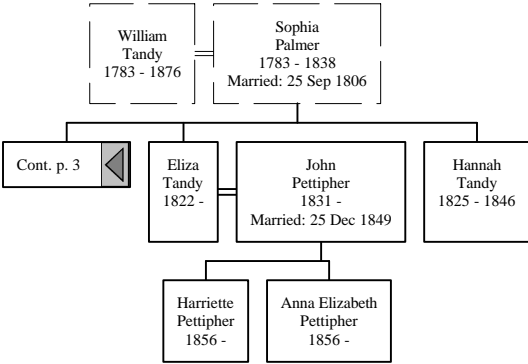 William
Tandy
1783 - 1876
Sophia
Palmer
1783 - 1838
Married: 25 Sep 1806
Cont. p. 3
Eliza
Tandy
1822 -
John
Pettipher
1831 -
Married: 25 Dec 1849
Hannah
Tandy
1825 - 1846
Harriette
Pettipher
1856 -
Anna Elizabeth
Pettipher
1856 -